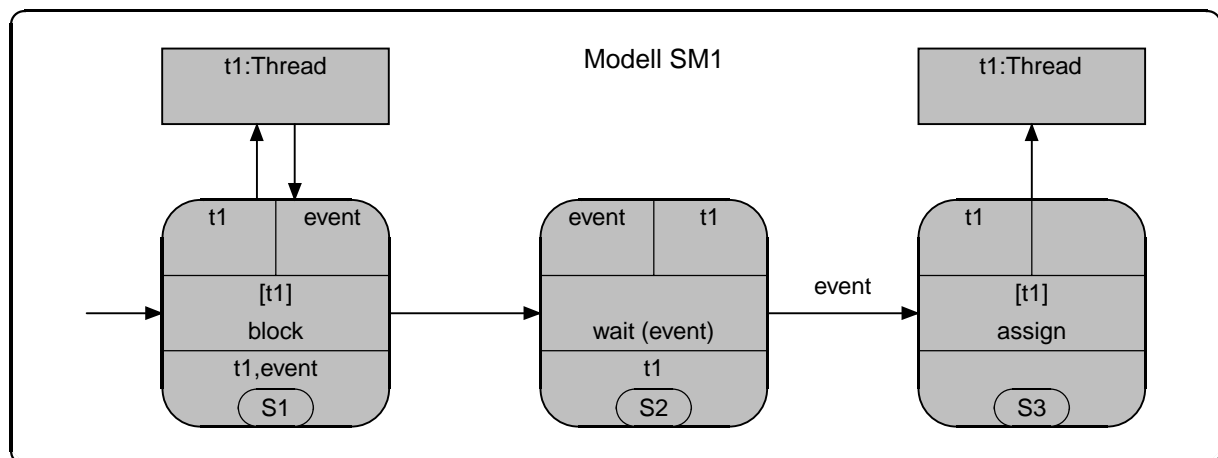 Modell SM1
t1:Thread
t1:Thread
t1 event
[t1]
block
t1,event
S1
event t1
wait (event)
t1
S2
event
t1
[t1]
assign
S3